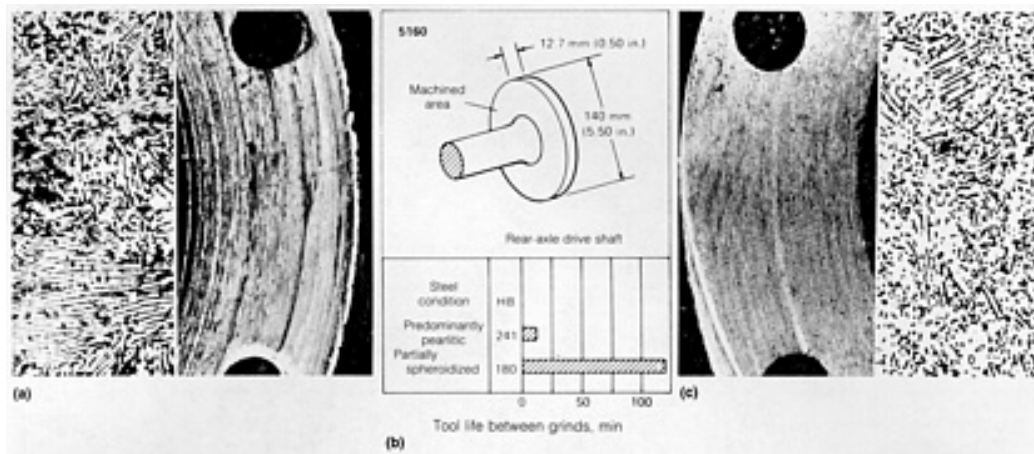 5160
12.7 mm (0.50 in.)
Machined
area
140 mm
(5.50 in.)
Rear-axle drive shaft
Steel
condition
HB
Predominantly
pearlitic
241
Partially
spheroidized
180
0
50
100
Tool life between grinds, min
(a)
(b)
(c)